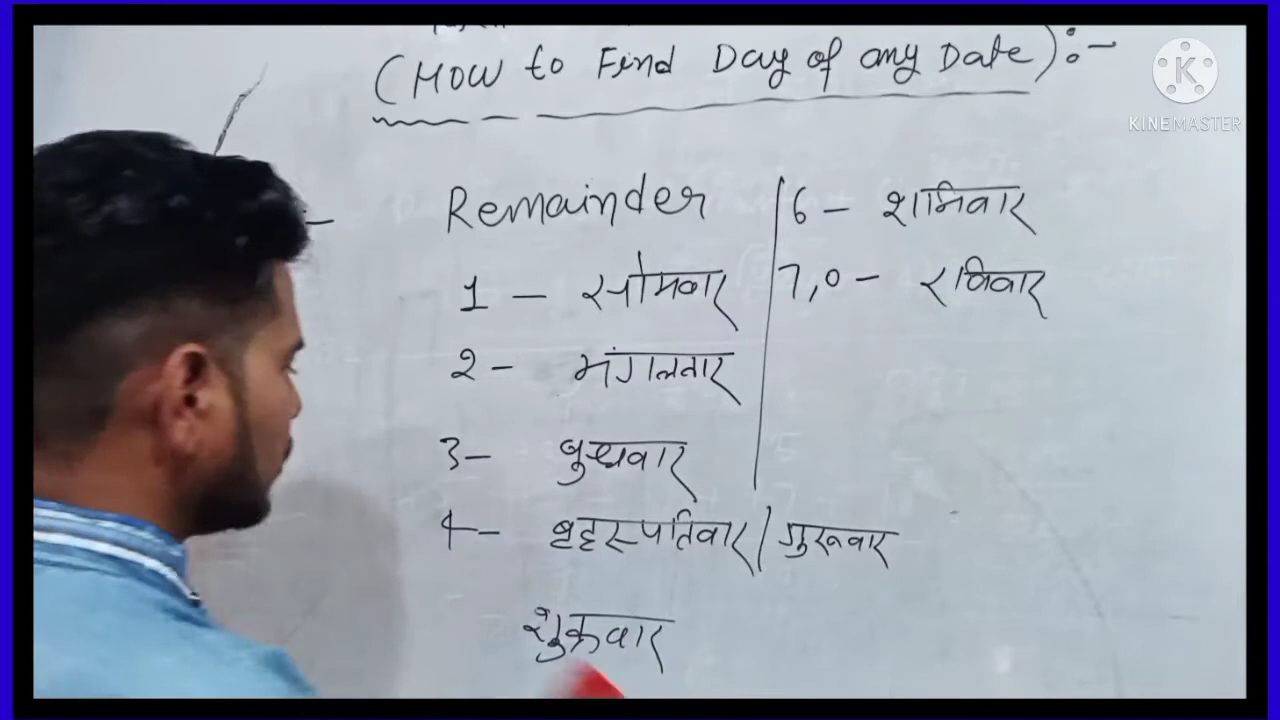 (How to Find Day of any Date):-
KINEMASTER
Remainder
1 - सोमवार
2 - मंगलवार
3 - बुधवार
4 - बृहस्पतिवार / गुरूवार
शुक्रवार
6 - शनिवार
7,0 - रविवार